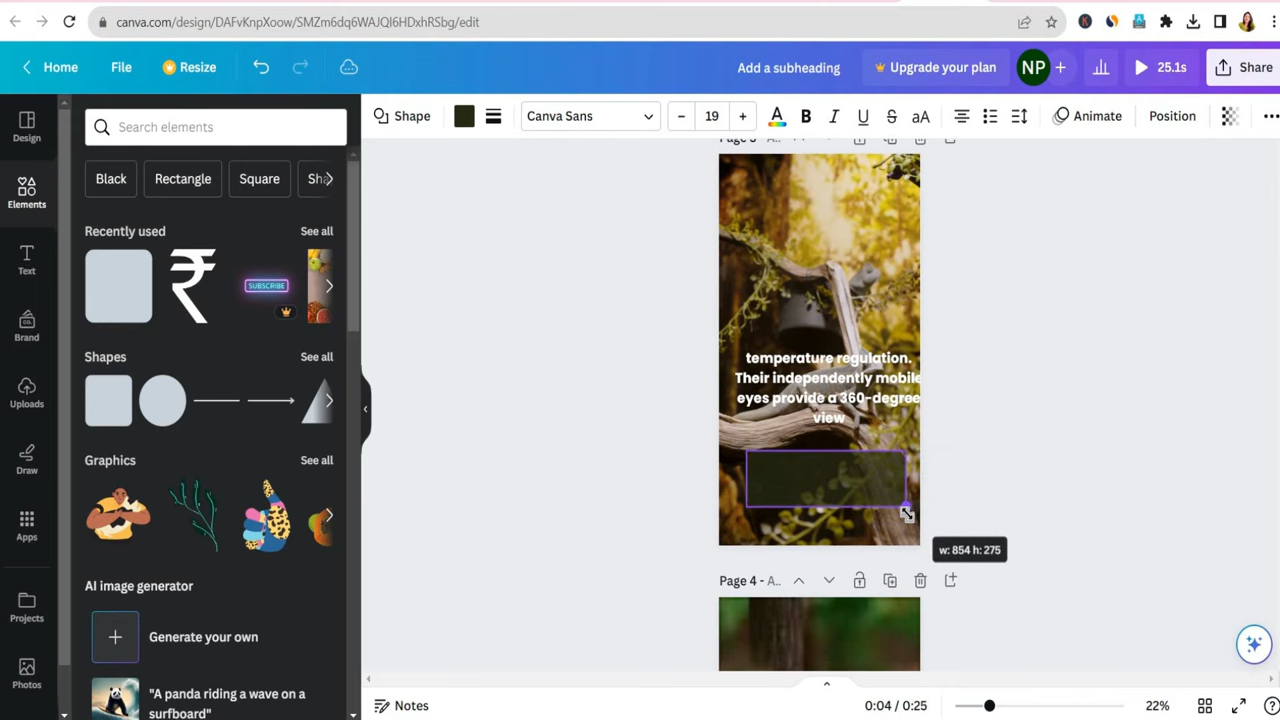 canva.com/design/DAFvKnpXoow/SMZm6dq6WAJQI6HDxhRSbg/edit
Home
File
Resize
Add a subheading
Upgrade your plan
NP
25.1s
Share
Design
Elements
Text
Brand
Uploads
Draw
Apps
Projects
Photos
Search elements
Black
Rectangle
Square
Recently used
See all
SUBSCRIBE
Shapes
See all
Graphics
See all
AI image generator
Generate your own
"A panda riding a wave on a
surfboard"
Shape
Canva Sans
19
A
B
I
U
S
aA
Animate
Position
temperature regulation.
Their independently mobile
eyes provide a 360-degree
view
w: 854 h: 275
Page 4 - A..
Notes
0:04 / 0:25
22%